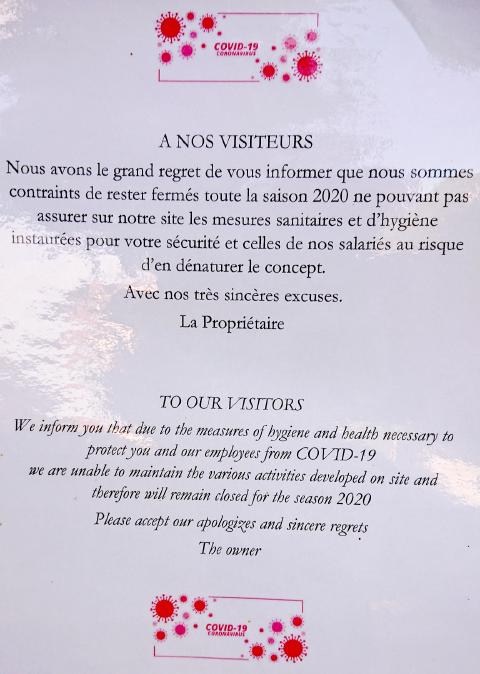 COVID-19
CORONAVIRUS
A NOS VISITEURS
Nous avons le grand regret de vous informer que nous sommes
contraints de rester fermés toute la saison 2020 ne pouvant pas
assurer sur notre site les mesures sanitaires et d'hygiène
instaurées pour votre sécurité et celles de nos salariés au risque
d'en dénaturer le concept.
Avec nos très sincères excuses.
La Propriétaire
TO OUR VISITORS
We inform you that due to the measures of hygiene and health necessary to
protect you and our employees from COVID-19
we are unable to maintain the various activities developed on site and
therefore will remain closed for the season 2020
Please accept our apologizes and sincere regrets
The owner
COVID-19
CORONAVIRUS